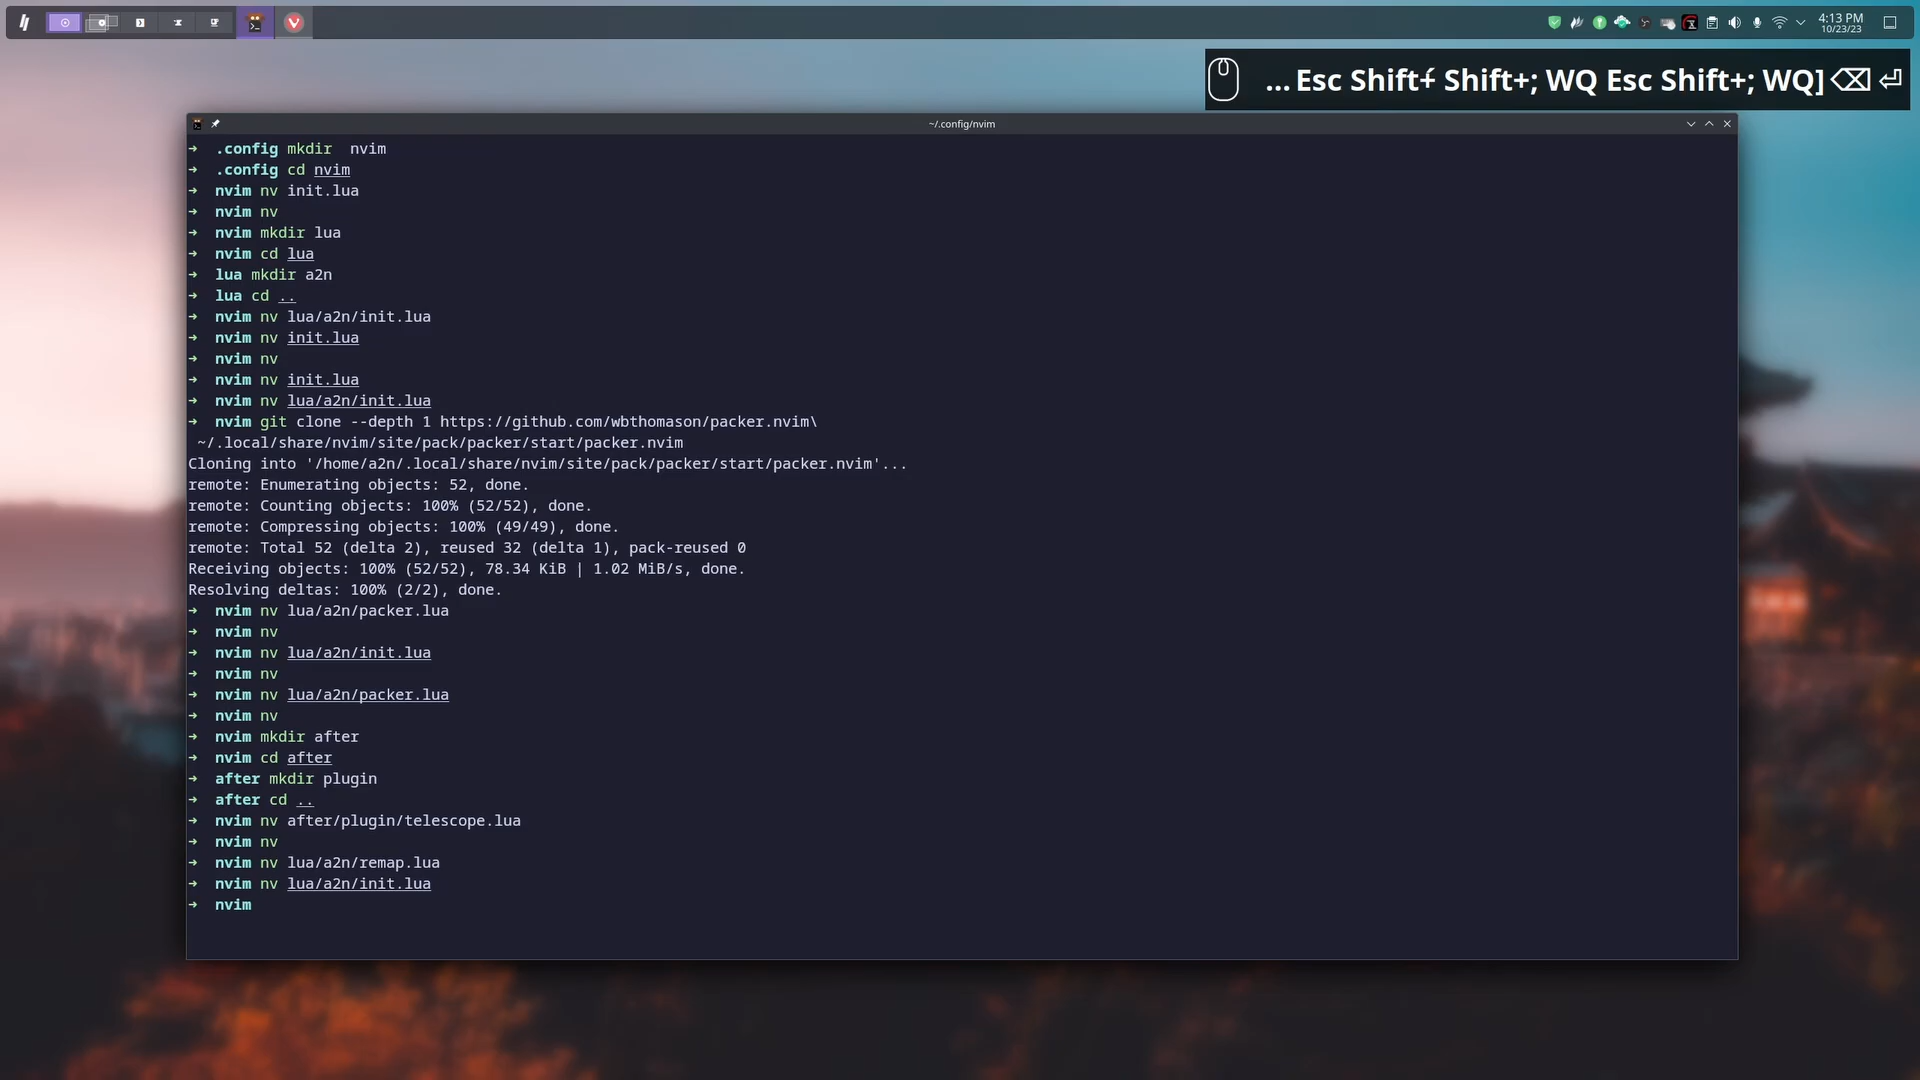 4:13 PM
10/23/23
...Esc Shift+ Shift+; WQ Esc Shift+; WQ]
~/.config/nvim
➜ .config mkdir  nvim
➜ .config cd nvim
➜ nvim nv init.lua
➜ nvim nv
➜ nvim mkdir lua
➜ nvim cd lua
➜ lua mkdir a2n
➜ lua cd ..
➜ nvim nv lua/a2n/init.lua
➜ nvim nv init.lua
➜ nvim nv
➜ nvim nv init.lua
➜ nvim nv lua/a2n/init.lua
➜ nvim git clone --depth 1 https://github.com/wbthomason/packer.nvim\
~/.local/share/nvim/site/pack/packer/start/packer.nvim
Cloning into '/home/a2n/.local/share/nvim/site/pack/packer/start/packer.nvim'...
remote: Enumerating objects: 52, done.
remote: Counting objects: 100% (52/52), done.
remote: Compressing objects: 100% (49/49), done.
remote: Total 52 (delta 2), reused 32 (delta 1), pack-reused 0
Receiving objects: 100% (52/52), 78.34 KiB | 1.02 MiB/s, done.
Resolving deltas: 100% (2/2), done.
➜ nvim nv lua/a2n/packer.lua
➜ nvim nv
➜ nvim nv lua/a2n/init.lua
➜ nvim nv
➜ nvim nv lua/a2n/packer.lua
➜ nvim nv
➜ nvim mkdir after
➜ nvim cd after
➜ after mkdir plugin
➜ after cd ..
➜ nvim nv after/plugin/telescope.lua
➜ nvim nv
➜ nvim nv lua/a2n/remap.lua
➜ nvim nv lua/a2n/init.lua
➜ nvim